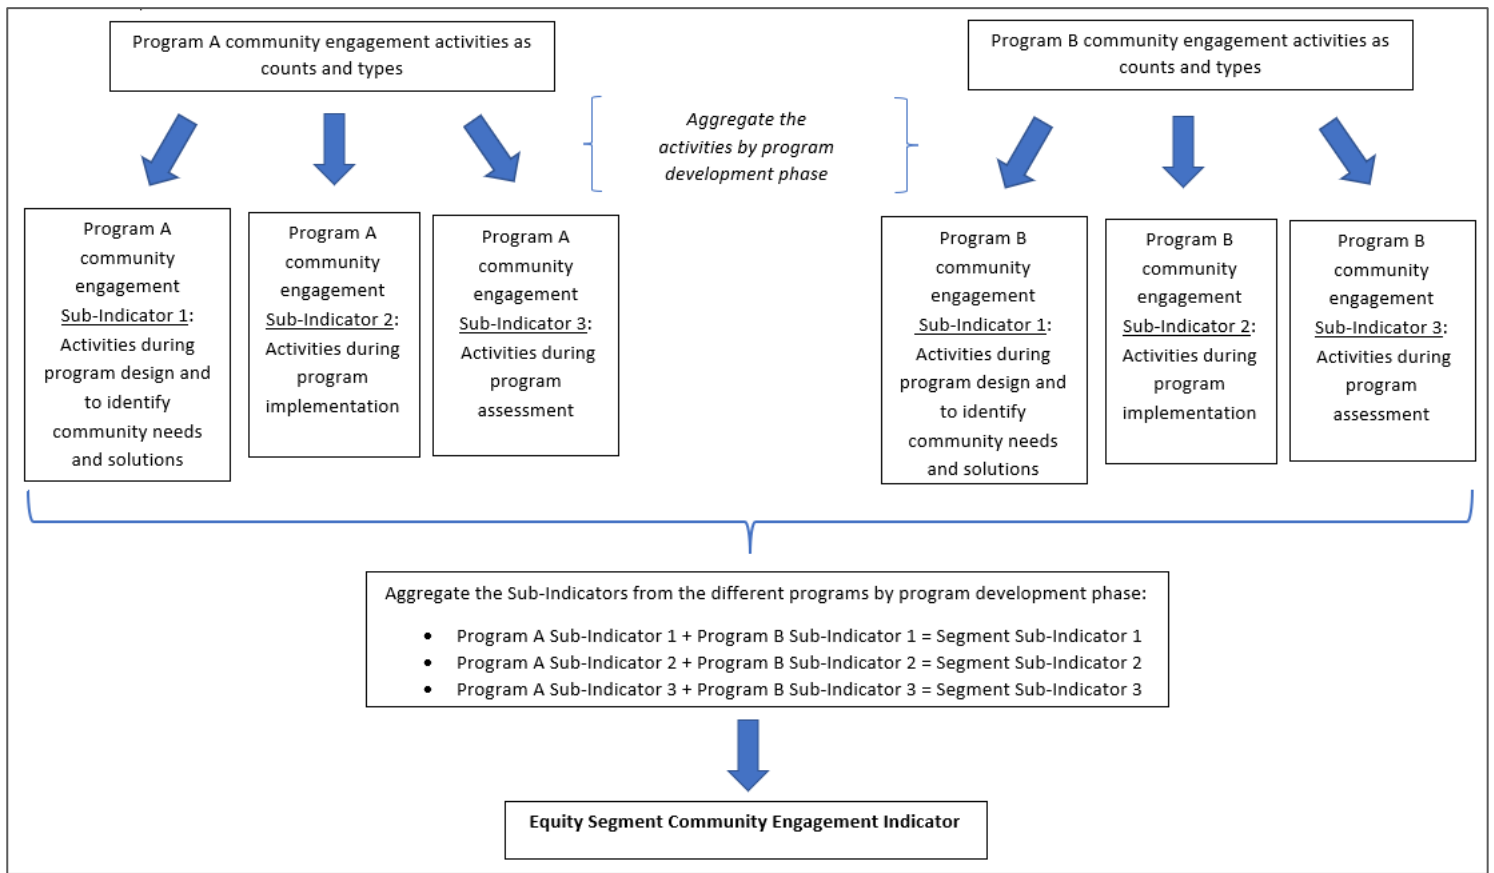 Program A community engagement activities as
counts and types
Program B community engagement activities as
counts and types
Aggregate the
activities by program
development phase
Program A
community
engagement
Sub-Indicator 1:
Activities during
program design and
to identify
community needs
and solutions
Program A
community
engagement
Sub-Indicator 2:
Activities during
program
implementation
Program A
community
engagement
Sub-Indicator 3:
Activities during
program
assessment
Program B
community
engagement
Sub-Indicator 1:
Activities during
program design and
to identify
community needs
and solutions
Program B
community
engagement
Sub-Indicator 2:
Activities during
program
implementation
Program B
community
engagement
Sub-Indicator 3:
Activities during
program
assessment
Aggregate the Sub-Indicators from the different programs by program development phase:
• Program A Sub-Indicator 1 + Program B Sub-Indicator 1 = Segment Sub-Indicator 1
• Program A Sub-Indicator 2 + Program B Sub-Indicator 2 = Segment Sub-Indicator 2
• Program A Sub-Indicator 3 + Program B Sub-Indicator 3 = Segment Sub-Indicator 3
Equity Segment Community Engagement Indicator